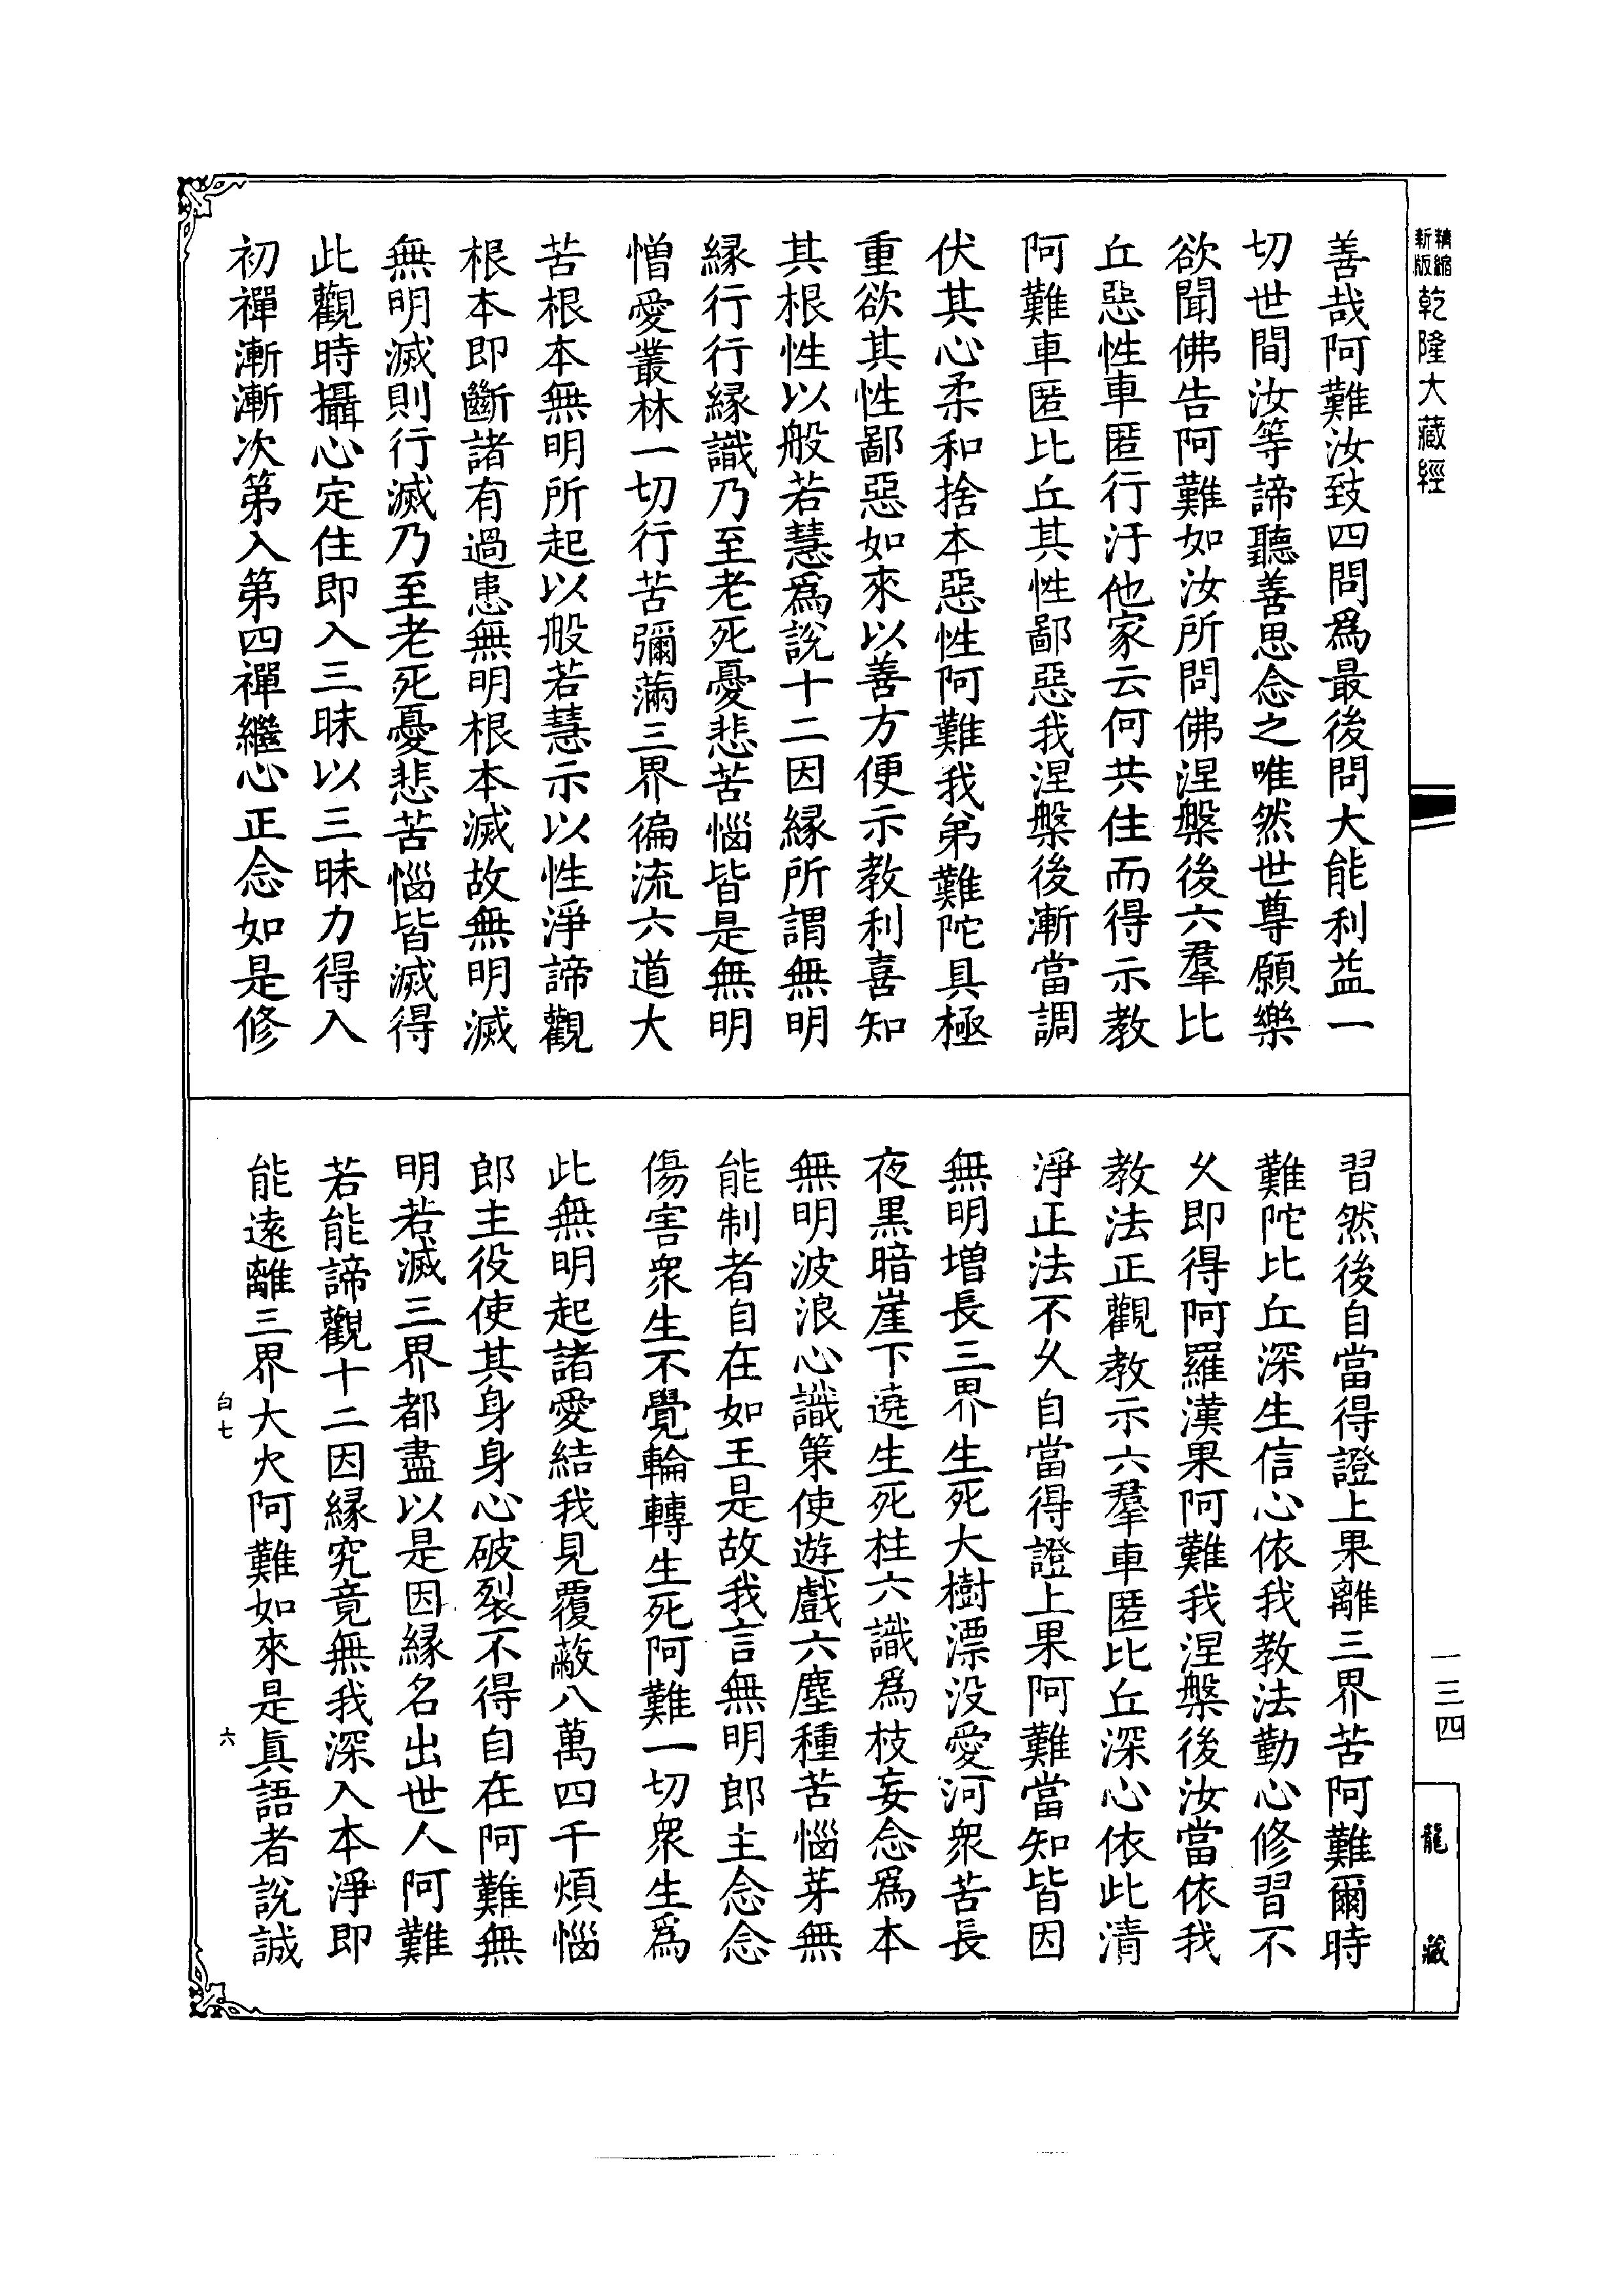 精縮
新版
乾隆大藏經
善哉阿難汝致四問爲最後問大能利益一
切世間汝等諦聽善思念之唯然世尊願樂
欲聞佛告阿難如汝所問佛涅槃後六羣比
丘惡性車匿行汙他家云何共住而得示教
阿難車匿比丘其性鄙惡我涅槃後漸當調
伏其心柔和捨本惡性阿難我弟難陀具極
重欲其性鄙惡如來以善方便示教利喜知
其根性以般若慧爲說十二因緣所謂無明
緣行行緣識乃至老死憂悲苦惱皆是無明
憎愛叢林一切行苦彌滿三界徧流六道大
苦根本無明所起以般若慧示以性淨諦觀
根本即斷諸有過患無明根本滅故無明滅
無明滅則行滅乃至老死憂悲苦惱皆滅得
此觀時攝心定住即入三昧以三昧力得入
初禪漸漸次第入第四禪繼心正念如是修
習然後自當得證上果離三界苦阿難爾時
難陀比丘深生信心依我教法勤心修習不
乆即得阿羅漢果阿難我涅槃後汝當依我
教法正觀教示六羣車匿比丘深心依此清
淨正法不乆自當得證上果阿難當知皆因
無明增長三界生死大樹漂没愛河衆苦長
夜黑暗崖下遶生死柱六識爲枝妄念爲本
無明波浪心識策使遊戲六塵種苦惱芽無
能制者自在如王是故我言無明郎主念念
傷害衆生不覺輪轉生死阿難一切衆生爲
此無明起諸愛結我見覆蔽八萬四千煩惱
郎主役使其身身心破裂不得自在阿難無
明若滅三界都盡以是因緣名出世人阿難
若能諦觀十二因緣究竟無我深入本淨即
能遠離三界大火阿難如來是眞語者說誠
白七
六
一三四
龍藏